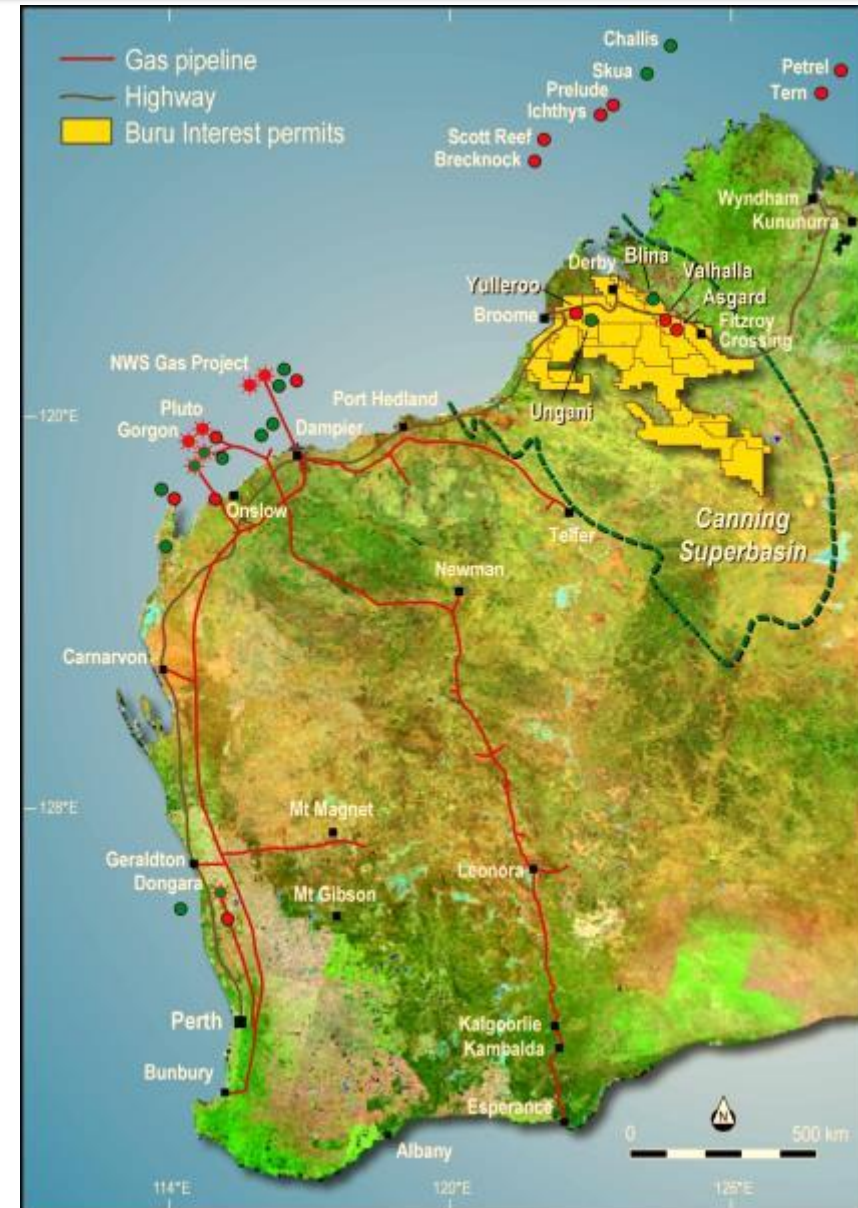 Gas pipeline
Highway
Buru Interest permits
Challis
Skua
Prelude
Ichthys
Scott Reef
Brecknock
Petrel
Tern
Wyndham
Kununurra
Derby
Blina
Valhalla
Yulleroo
Asgard
Broome
Fitzroy
Crossing
Ungani
NWS Gas Project
Port Hedland
Pluto
Gorgon
Dampier
120°E
Onslow
Telfer
Canning
Superbasin
Newman
Carnarvon
128°E
Mt Magnet
Geraldton
Dongara
Leonora
Mt Gibson
Perth
Kalgoorlie
Kambalda
Bunbury
Esperance
Albany
N
0 500 km
114°E 120°E 126°E